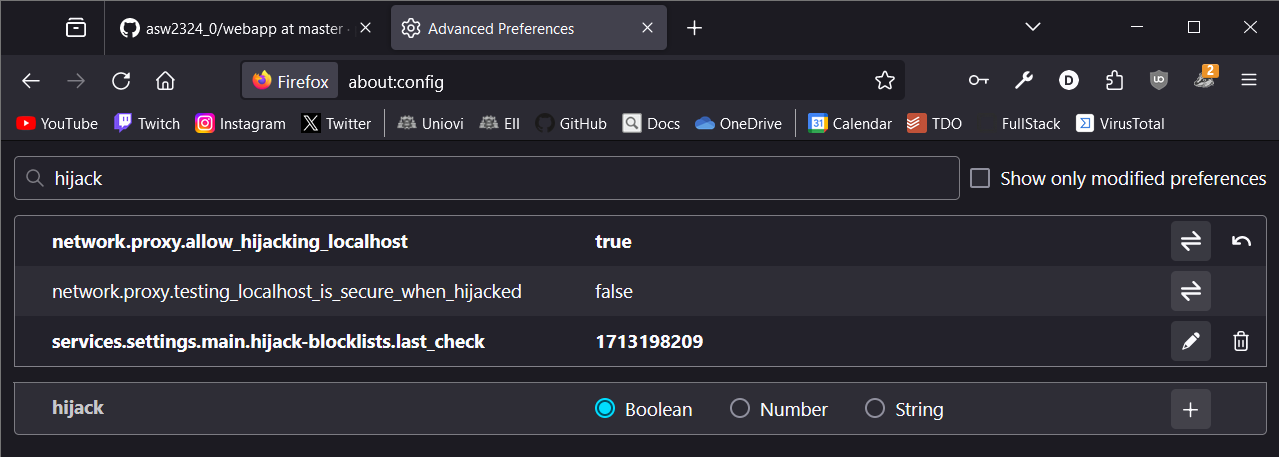 asw2324_0/webapp at master ·
Advanced Preferences
Firefox about:config
D
2
YouTube Twitch Instagram Twitter Uniovi EII GitHub Docs OneDrive 31 Calendar TDO FullStack VirusTotal
hijack
Show only modified preferences
network.proxy.allow_hijacking_localhost true
network.proxy.testing_localhost_is_secure_when_hijacked false
services.settings.main.hijack-blocklists.last_check 1713198209
hijack Boolean Number String